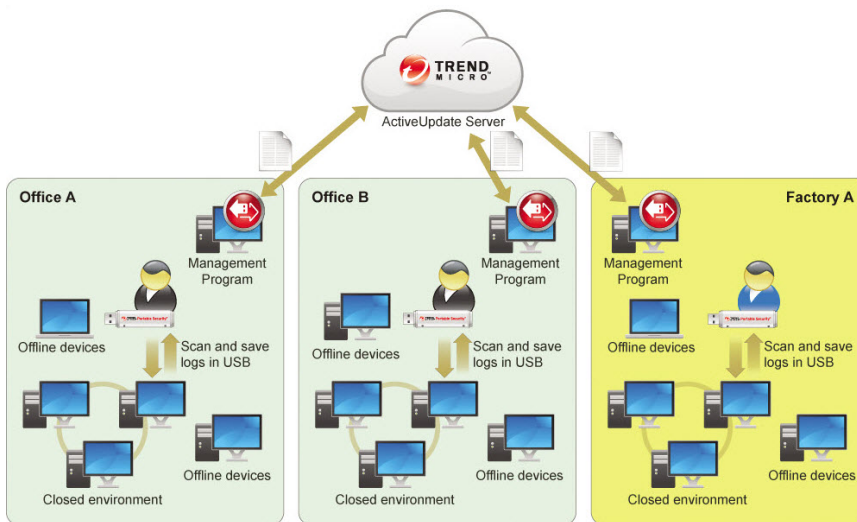 TREND
MICRO™
ActiveUpdate Server
Office A
Management
Program
Offline devices
Scan and save
logs in USB
Closed environment
Offline devices
Office B
Management
Program
Offline devices
Scan and save
logs in USB
Closed environment
Offline devices
Factory A
Management
Program
Offline devices
Scan and save
logs in USB
Closed environment
Offline devices